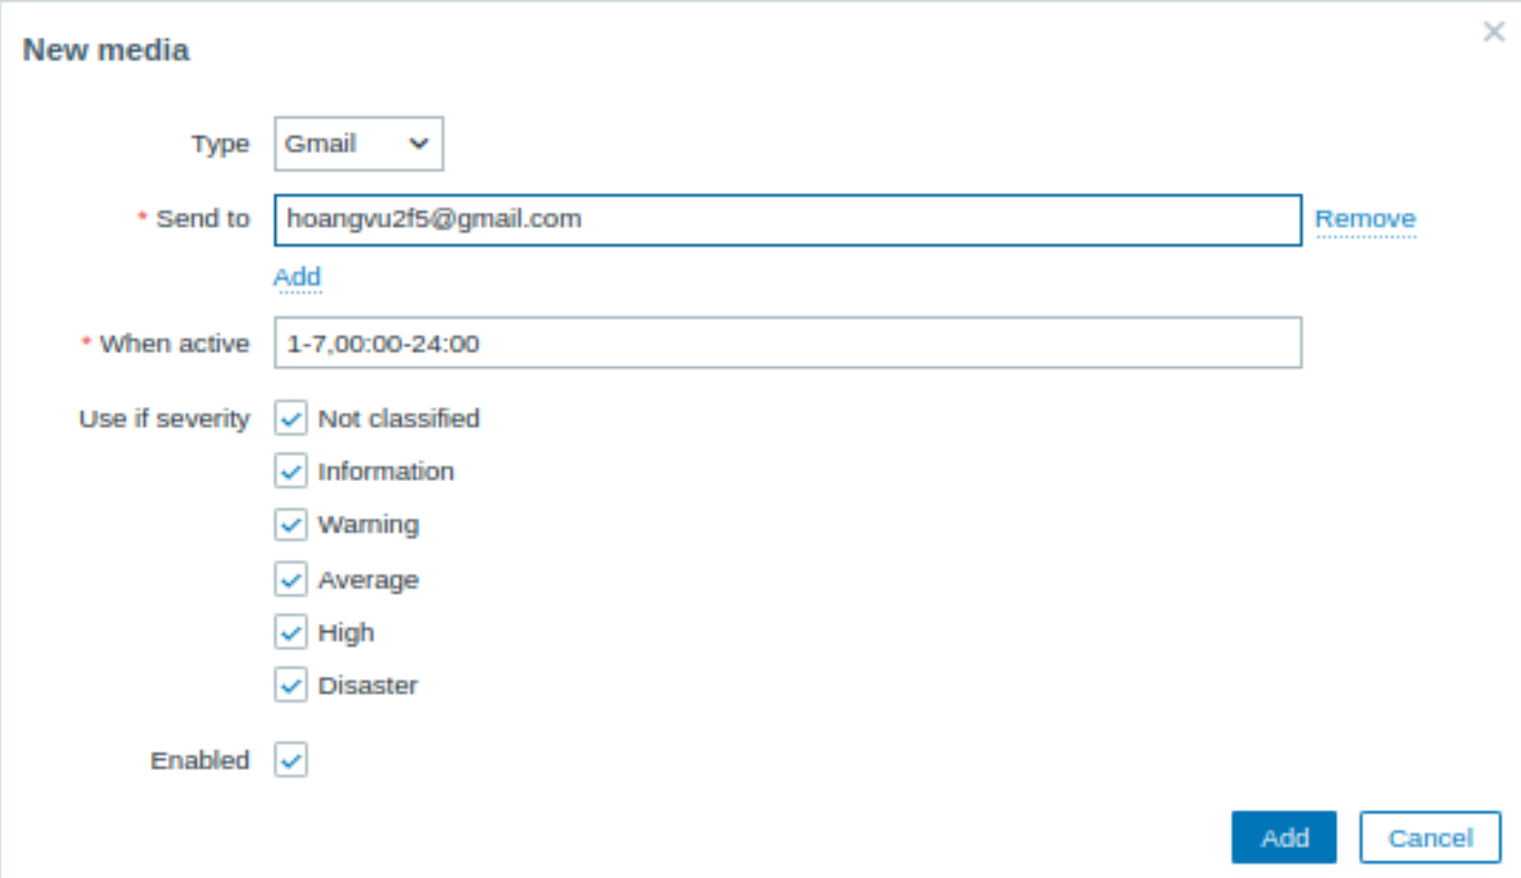 New media
Type Gmail
* Send to hoangvu2f5@gmail.com Remove
Add
* When active 1-7,00:00-24:00
Use if severity Not classified
Information
Warning
Average
High
Disaster
Enabled
Add Cancel